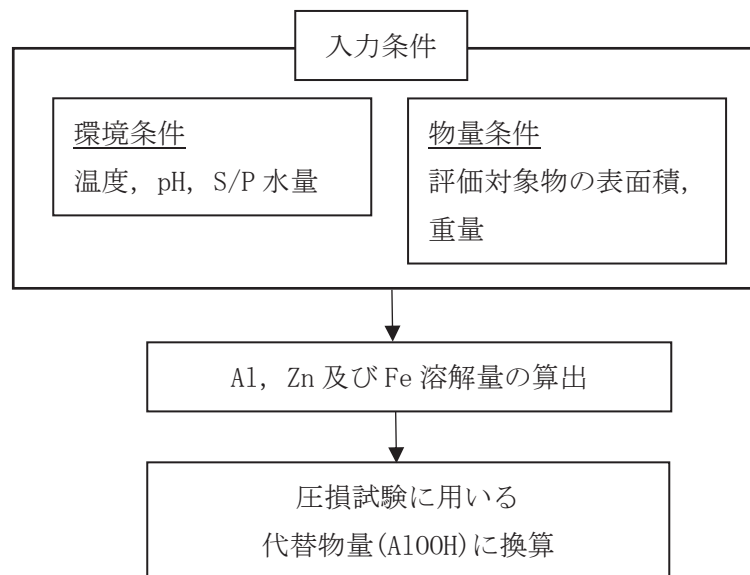 入力条件
環境条件
温度, pH, S/P 水量
物量条件
評価対象物の表面積,
重量
Al, Zn 及び Fe 溶解量の算出
圧損試験に用いる
代替物量(AlOOH)に換算